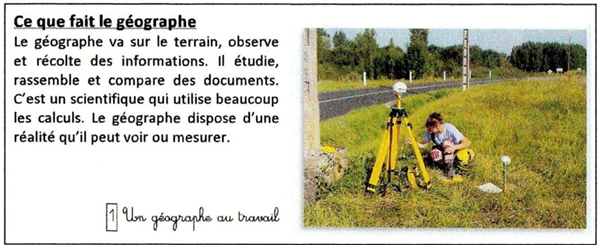 Ce que fait le géographe
Le géographe va sur le terrain, observe
et récolte des informations. Il étudie,
rassemble et compare des documents.
C'est un scientifique qui utilise beaucoup
les calculs. Le géographe dispose d'une
réalité qu'il peut voir ou mesurer.
1 Un géographe au travail